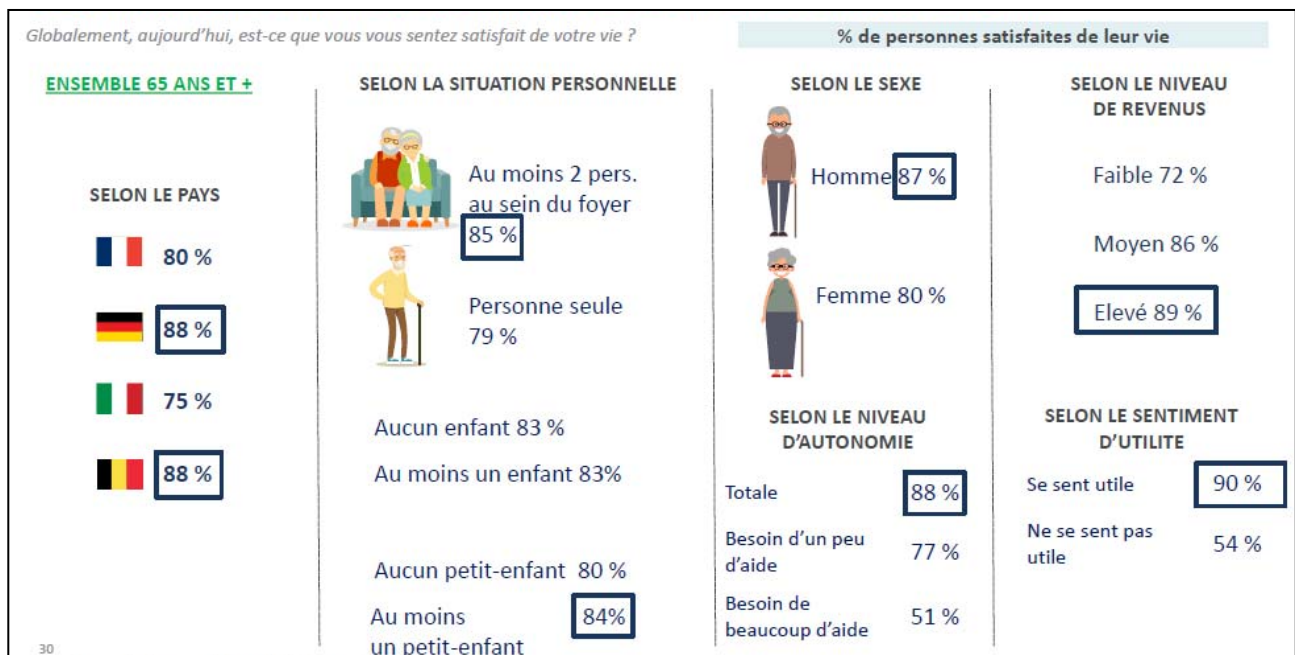 Globalement, aujourd'hui, est-ce que vous vous sentez satisfait de votre vie ?
% de personnes satisfaites de leur vie
ENSEMBLE 65 ANS ET +
SELON LE PAYS
80 %
88 %
75 %
88 %
SELON LA SITUATION PERSONNELLE
Au moins 2 pers.
au sein du foyer
85 %
Personne seule
79 %
Aucun enfant 83 %
Au moins un enfant 83%
Aucun petit-enfant 80 %
Au moins 84%
un petit-enfant
SELON LE SEXE
Homme 87 %
Femme 80 %
SELON LE NIVEAU
D'AUTONOMIE
Totale 88 %
Besoin d'un peu
d'aide 77 %
Besoin de
beaucoup d'aide 51 %
SELON LE NIVEAU
DE REVENUS
Faible 72 %
Moyen 86 %
Elevé 89 %
SELON LE SENTIMENT
D'UTILITE
Se sent utile 90 %
Ne se sent pas
utile 54 %
30